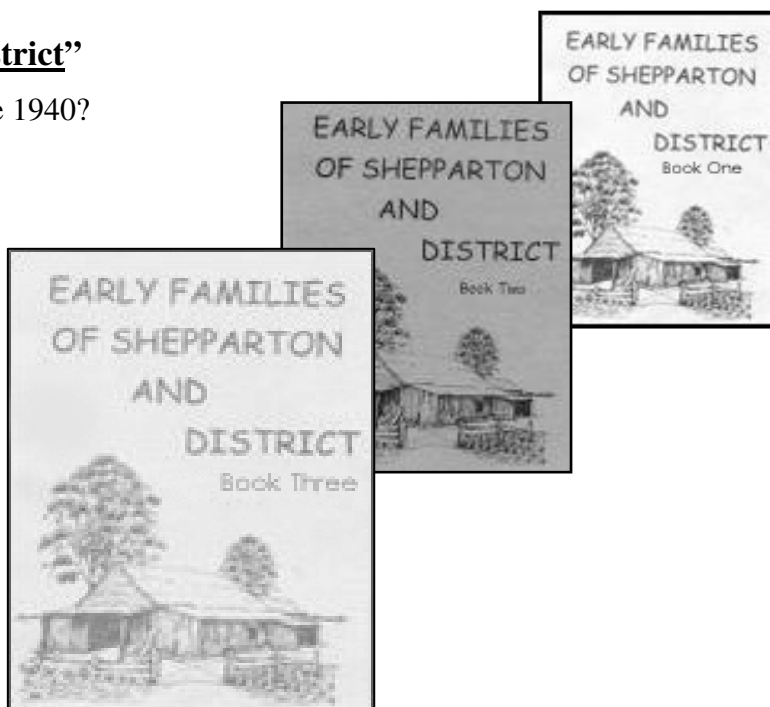 trict”
e 1940?
EARLY FAMILIES
OF SHEPPARTON
AND
DISTRICT
Book One
EARLY FAMILIES
OF SHEPPARTON
AND
DISTRICT
Book Two
EARLY FAMILIES
OF SHEPPARTON
AND
DISTRICT
Book Three